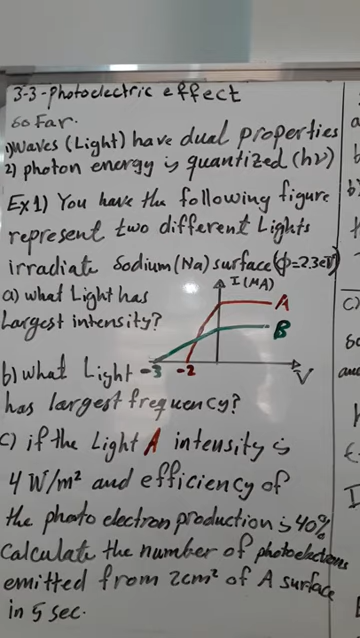 3-3-photoelectric effect
so Far.
1) Waves (Light) have dual properties
2) photon energy is quantized (hν)
Ex1) You have the following figure
represent two different Lights
irradiate Sodium (Na) surface (φ=2.3eV)
a) what Light has
Largest intensity?
I (MA)
A
B
-3 -2
V
b) what Light
has largest frequency?
c) if the Light A intensity is
4 W/m² and efficiency of
the photo electron production is 40%
Calculate the number of photoelectrons
emitted from 2cm² of A surface
in 5 sec.